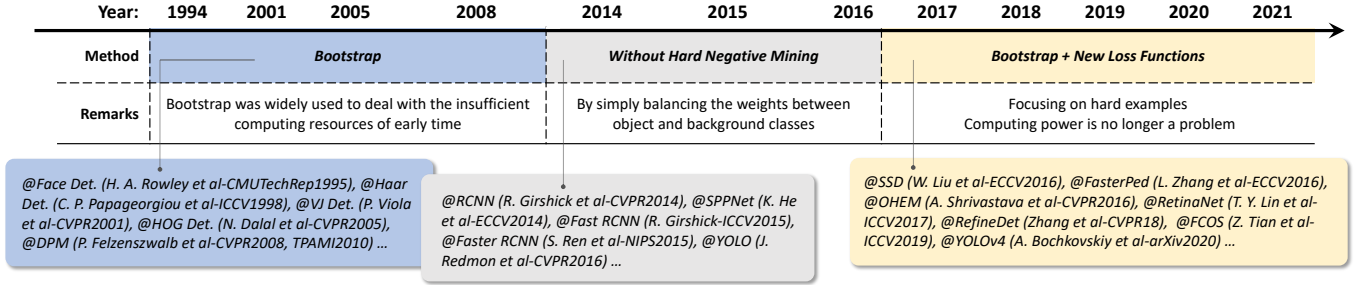 Year: 1994 2001 2005 2008 2014 2015 2016 2017 2018 2019 2020 2021
Method Bootstrap Without Hard Negative Mining Bootstrap + New Loss Functions
Remarks
Bootstrap was widely used to deal with the insufficient
computing resources of early time
By simply balancing the weights between
object and background classes
Focusing on hard examples
Computing power is no longer a problem
@Face Det. (H. A. Rowley et al-CMUTechRep1995), @Haar
Det. (C. P. Papageorgiou et al-ICCV1998), @VJ Det. (P. Viola
et al-CVPR2001), @HOG Det. (N. Dalal et al-CVPR2005),
@DPM (P. Felzenszwalb et al-CVPR2008, TPAMI2010) …
@RCNN (R. Girshick et al-CVPR2014), @SPPNet (K. He
et al-ECCV2014), @Fast RCNN (R. Girshick-ICCV2015),
@Faster RCNN (S. Ren et al-NIPS2015), @YOLO (J.
Redmon et al-CVPR2016) …
@SSD (W. Liu et al-ECCV2016), @FasterPed (L. Zhang et al-ECCV2016),
@OHEM (A. Shrivastava et al-CVPR2016), @RetinaNet (T. Y. Lin et al-
ICCV2017), @RefineDet (Zhang et al-CVPR18), @FCOS (Z. Tian et al-
ICCV2019), @YOLOv4 (A. Bochkovskiy et al-arXiv2020) …